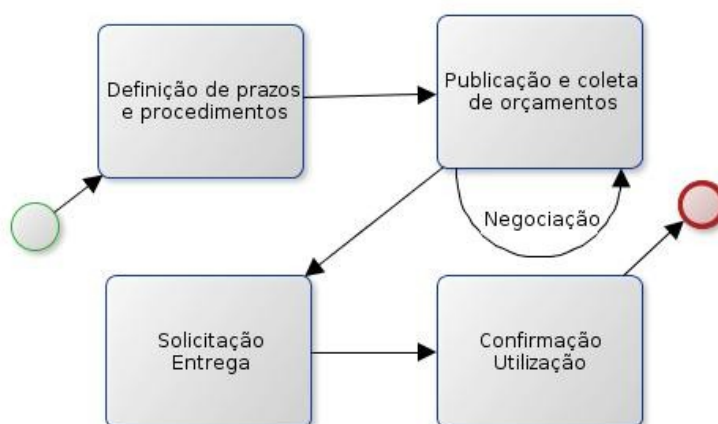 Definição de prazos
e procedimentos
Publicação e coleta
de orçamentos
Negociação
Solicitação
Entrega
Confirmação
Utilização